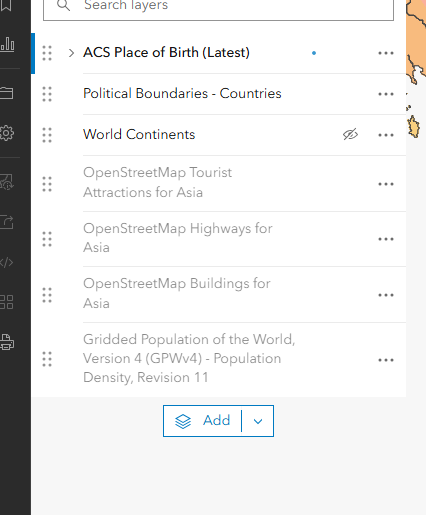 Search layers
ACS Place of Birth (Latest)
Political Boundaries - Countries
World Continents
OpenStreetMap Tourist
Attractions for Asia
OpenStreetMap Highways for
Asia
OpenStreetMap Buildings for
Asia
Gridded Population of the World,
Version 4 (GPWv4) - Population
Density, Revision 11
Add